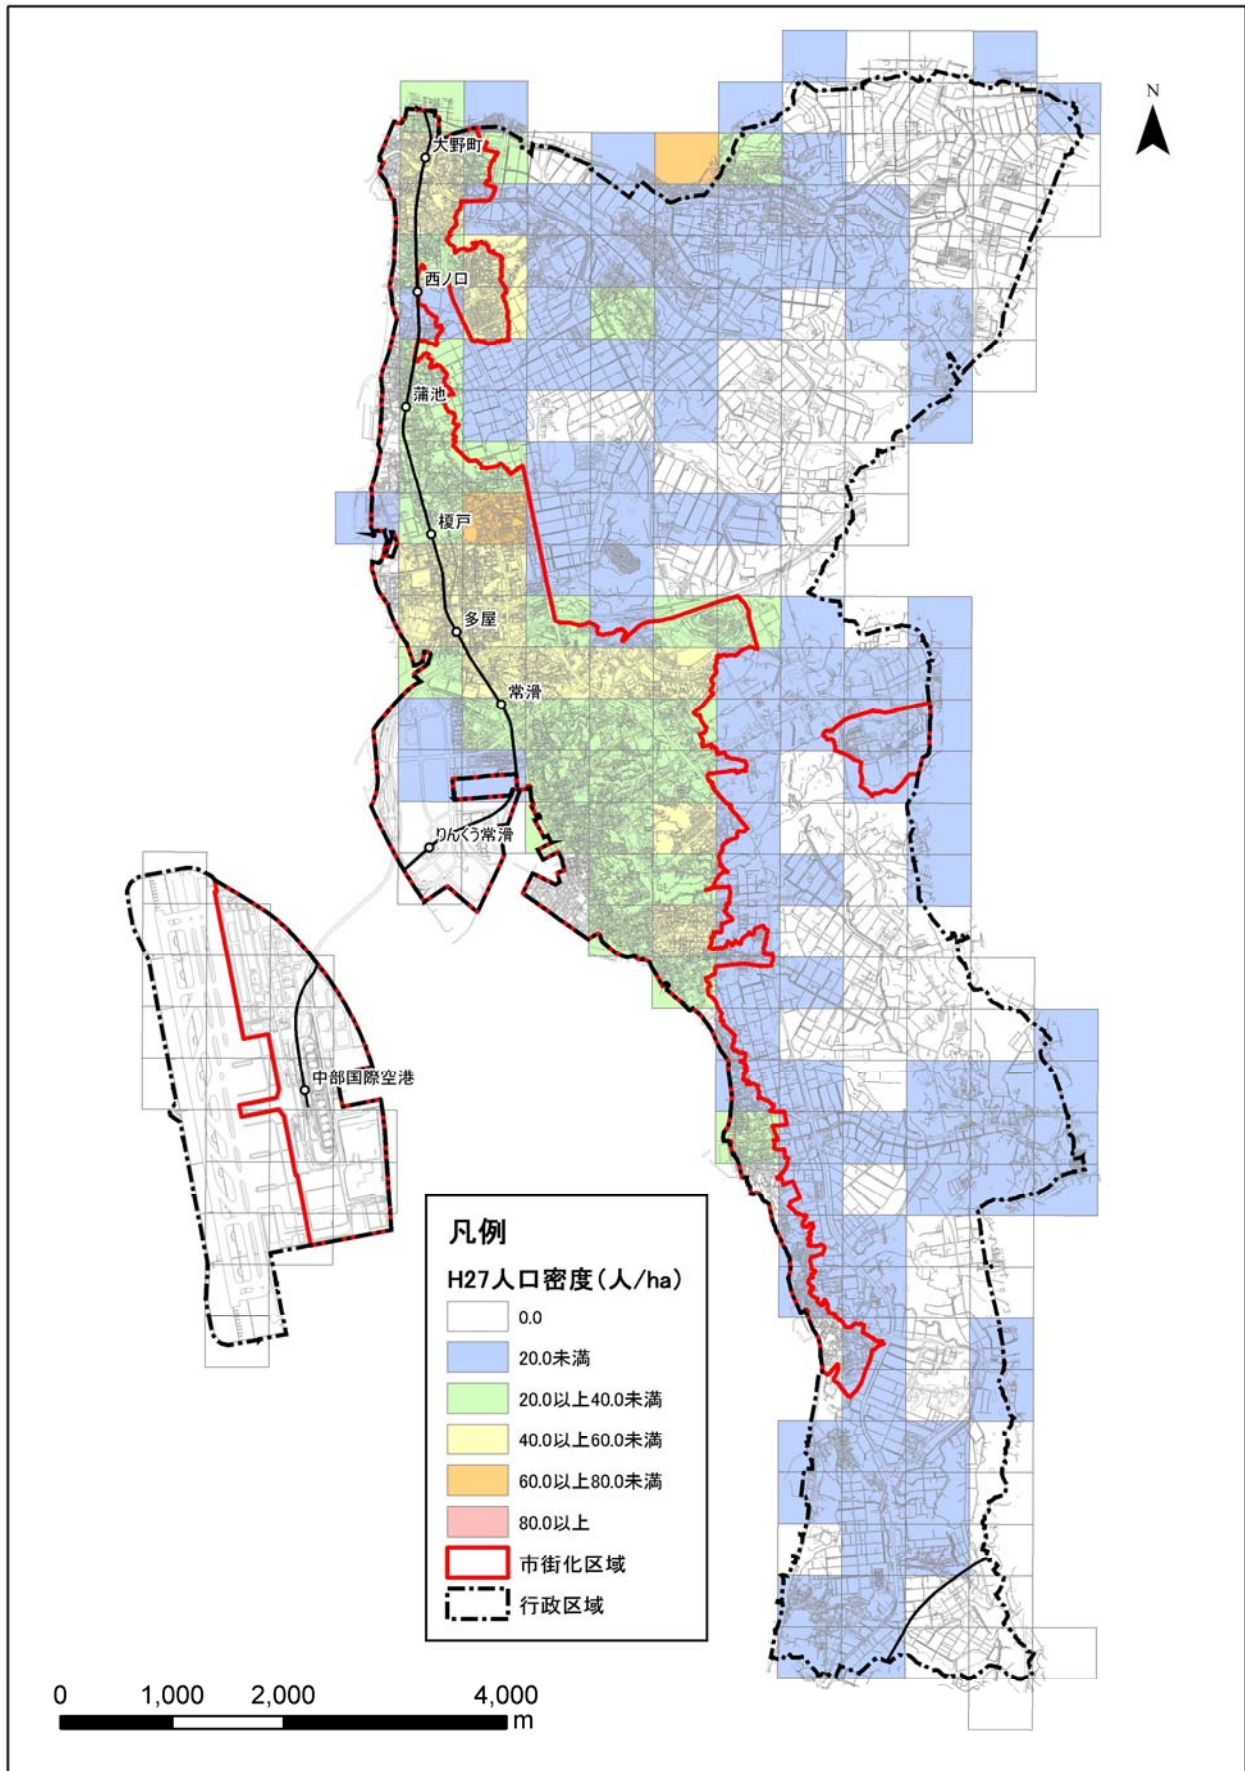 N
大野町
西ノ口
蒲池
榎戸
多屋
常滑
りんくう常滑
中部国際空港
凡例
H27人口密度(人/ha)
0.0
20.0未満
20.0以上40.0未満
40.0以上60.0未満
60.0以上80.0未満
80.0以上
市街化区域
行政区域
0 1,000 2,000 4,000
m